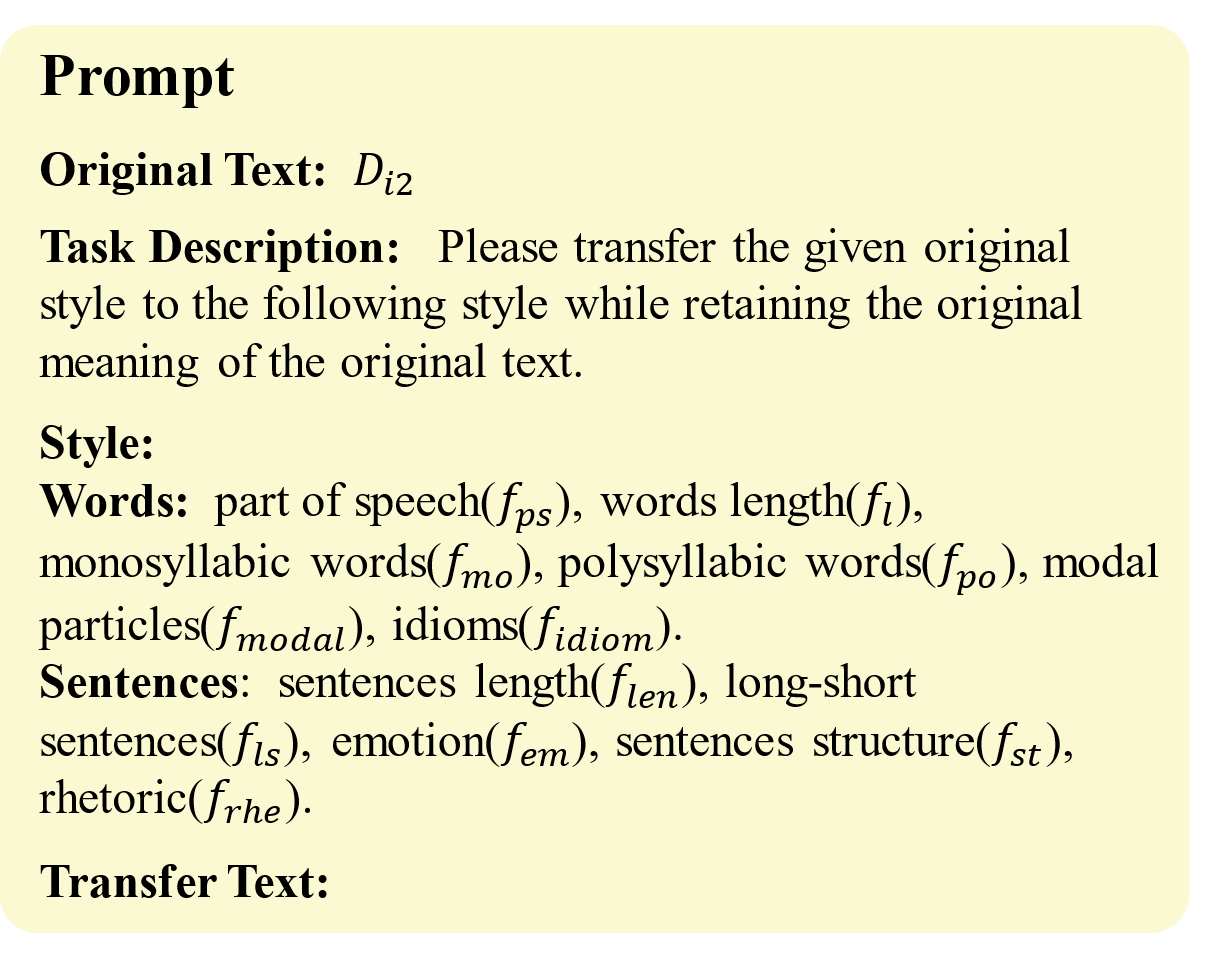 Prompt
Original Text: D_{i2}
Task Description: Please transfer the given original
style to the following style while retaining the original
meaning of the original text.
Style:
Words: part of speech(f_{ps}), words length(f_{l}),
monosyllabic words(f_{mo}), polysyllabic words(f_{po}), modal
particles(f_{modal}), idioms(f_{idiom}).
Sentences: sentences length(f_{len}), long-short
sentences(f_{ls}), emotion(f_{em}), sentences structure(f_{st}),
rhetoric(f_{rhe}).
Transfer Text: